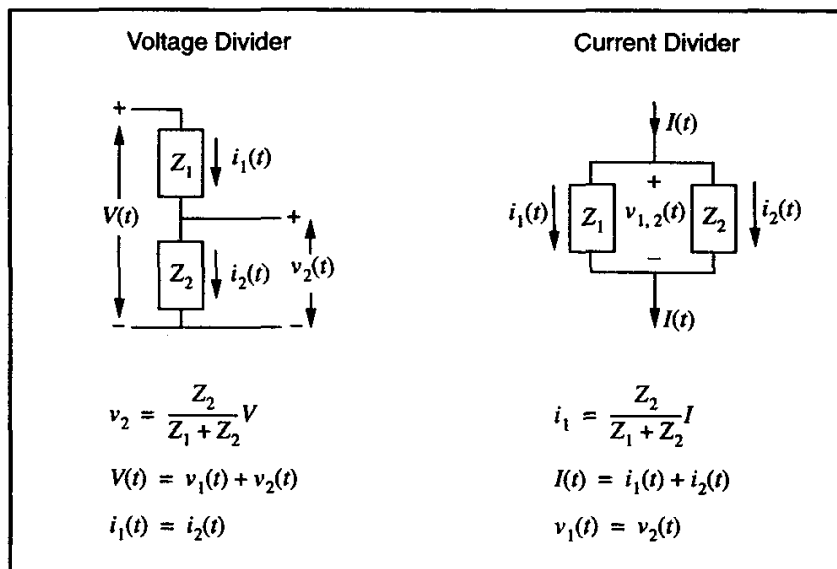 Voltage Divider
+
Z₁
i₁(t)
V(t)
+
Z₂
i₂(t)
v₂(t)
–
–
v₂ = Z₂ / (Z₁ + Z₂) V
V(t) = v₁(t) + v₂(t)
i₁(t) = i₂(t)
Current Divider
I(t)
+
i₁(t)
Z₁
v₁,₂(t)
Z₂
i₂(t)
–
I(t)
i₁ = Z₂ / (Z₁ + Z₂) I
I(t) = i₁(t) + i₂(t)
v₁(t) = v₂(t)